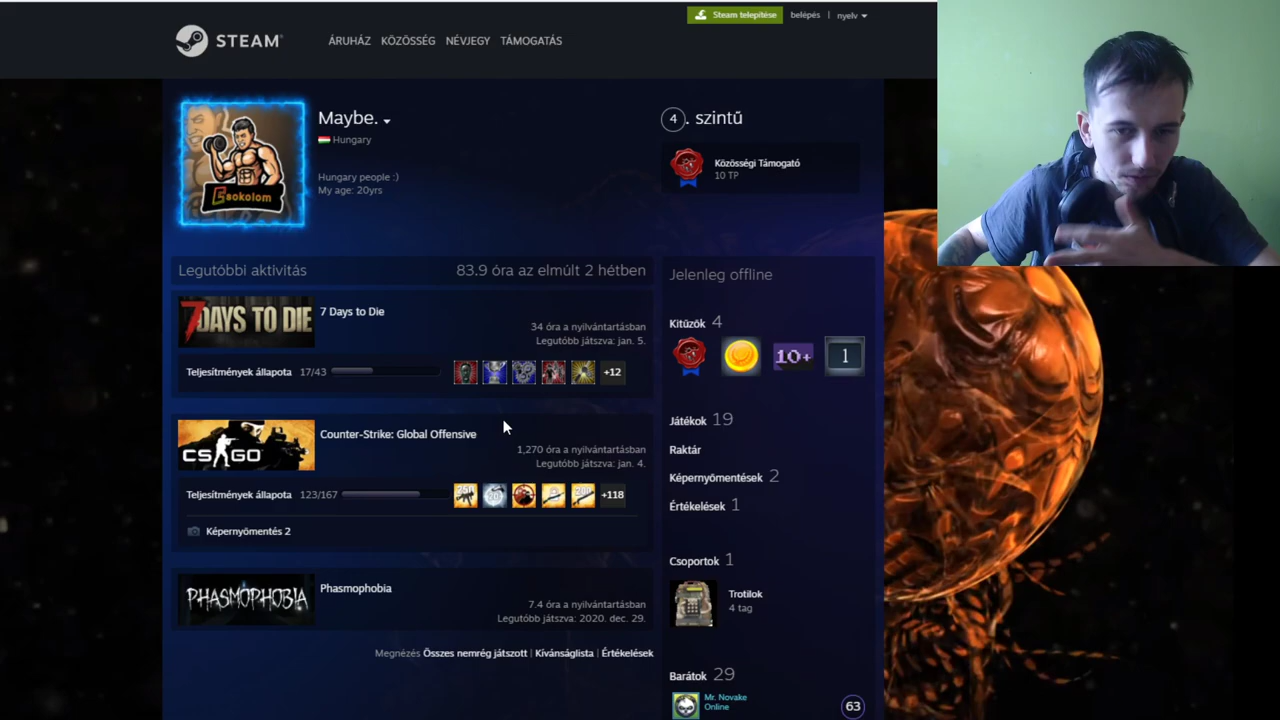 Steam telepítése
belépés | nyelv
STEAM®
ÁRUHÁZ KÖZÖSSÉG NÉVJEGY TÁMOGATÁS
Maybe.
Hungary
Hungary people :)
My age: 20yrs
Csokolom
4 . szintű
Közösségi Támogató
10 TP
Legutóbbi aktivitás
83.9 óra az elmúlt 2 hétben
7 DAYS TO DIE
7 Days to Die
34 óra a nyilvántartásban
Legutóbb játszva: jan. 5.
Teljesítmények állapota 17/43
+12
CS GO
Counter-Strike: Global Offensive
1,270 óra a nyilvántartásban
Legutóbb játszva: jan. 4.
Teljesítmények állapota 123/167
+118
Képernyőmentés 2
PHASMOPHOBIA
Phasmophobia
7.4 óra a nyilvántartásban
Legutóbb játszva: 2020. dec. 29.
Megnézés Összes nemrég játszott | Kívánságlista | Értékelések
Jelenleg offline
Kitűzők 4
10+
1
Játékok 19
Raktár
Képernyőmentések 2
Értékelések 1
Csoportok 1
Trotilok
4 tag
Barátok 29
Mr. Novake
Online
63